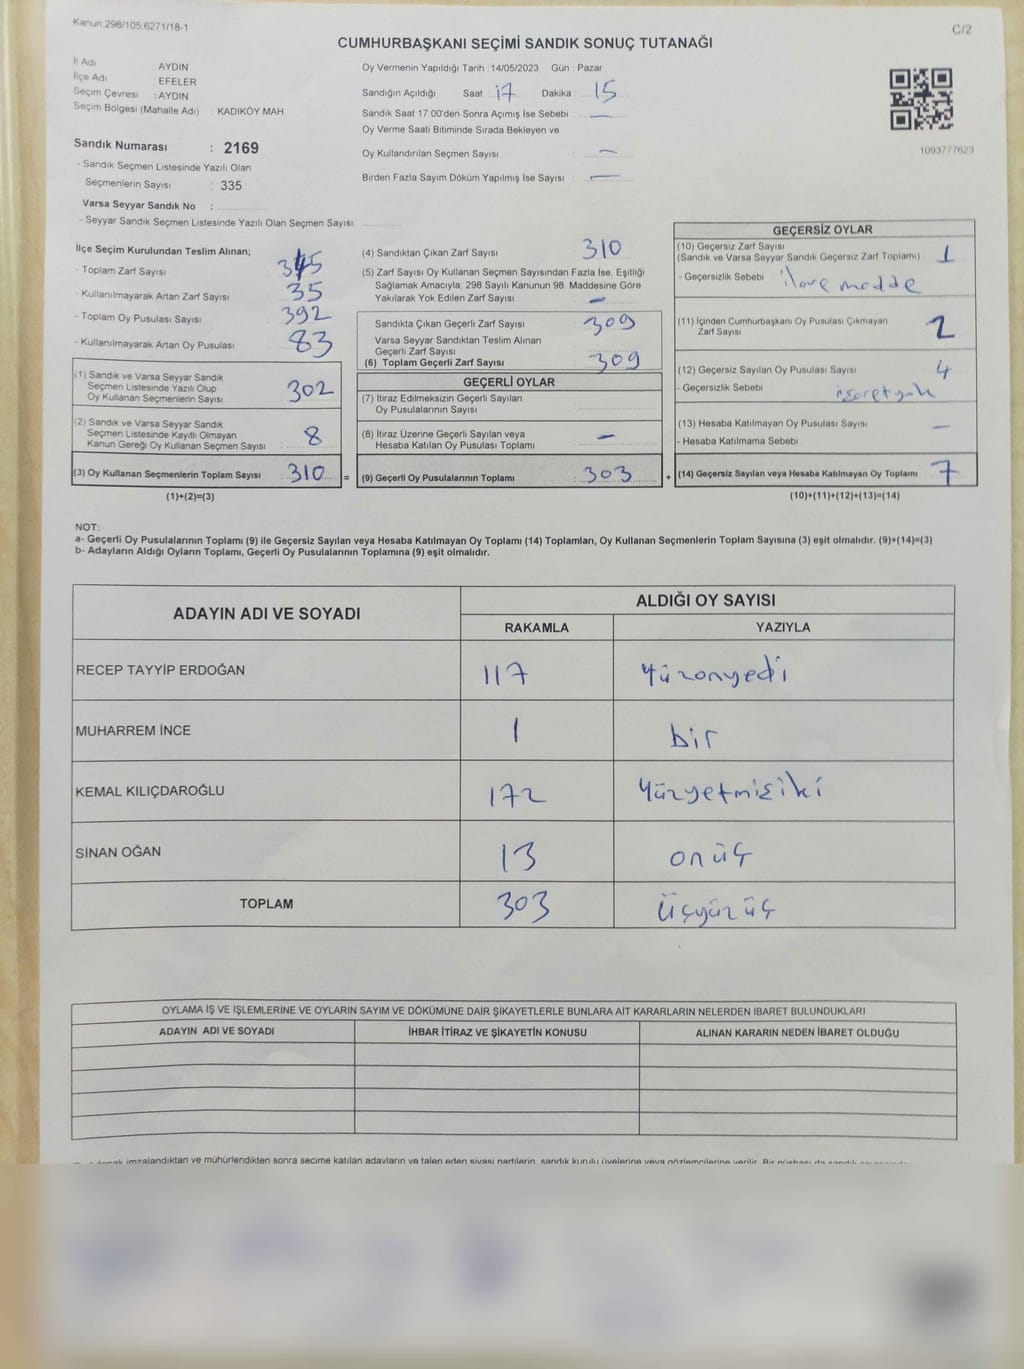 Kanun 298/105;6271/18-1
C/2
CUMHURBAŞKANI SEÇİMİ SANDIK SONUÇ TUTANAĞI
İl Adı : AYDIN
İlçe Adı : EFELER
Seçim Çevresi : AYDIN
Seçim Bölgesi (Mahalle Adı) : KADIKÖY MAH.
Sandık Numarası : 2169
- Sandık Seçmen Listesinde Yazılı Olan
Seçmenlerin Sayısı : 335
Varsa Seyyar Sandık No :
- Seyyar Sandık Seçmen Listesinde Yazılı Olan Seçmen Sayısı:
Oy Vermenin Yapıldığı Tarih : 14/05/2023 Gün : Pazar
Sandığın Açıldığı Saat 17 Dakika : 15
Sandık Saat 17:00'den Sonra Açımış İse Sebebi : —
Oy Verme Saati Bitiminde Sırada Bekleyen ve
Oy Kullandırılan Seçmen Sayısı : —
Birden Fazla Sayım Döküm Yapılmış İse Sayısı : —
1093777623
İlçe Seçim Kurulundan Teslim Alınan;
- Toplam Zarf Sayısı : 345
- Kullanılmayarak Artan Zarf Sayısı : 35
- Toplam Oy Pusulası Sayısı : 392
- Kullanılmayarak Artan Oy Pusulası : 83
(1) Sandık ve Varsa Seyyar Sandık
Seçmen Listesinde Yazılı Olup
Oy Kullanan Seçmenlerin Sayısı : 302
(2) Sandık ve Varsa Seyyar Sandık
Seçmen Listesinde Kayıtlı Olmayan
Kanun Gereği Oy Kullanan Seçmen Sayısı : 8
(3) Oy Kullanan Seçmenlerin Toplam Sayısı : 310 =
(1)+(2)=(3)
(4) Sandıktan Çıkan Zarf Sayısı : 310
(5) Zarf Sayısı Oy Kullanan Seçmen Sayısından Fazla İse, Eşitliği
Sağlamak Amacıyla, 298 Sayılı Kanunun 98. Maddesine Göre
Yakılarak Yok Edilen Zarf Sayısı : —
Sandıkta Çıkan Geçerli Zarf Sayısı : 309
Varsa Seyyar Sandıktan Teslim Alınan
Geçerli Zarf Sayısı
(6) Toplam Geçerli Zarf Sayısı : 309
GEÇERLİ OYLAR
(7) İtiraz Edilmeksizin Geçerli Sayılan
Oy Pusulalarının Sayısı :
(8) İtiraz Üzerine Geçerli Sayılan veya
Hesaba Katılan Oy Pusulası Toplamı : —
(9) Geçerli Oy Pusulalarının Toplamı : 303 +
GEÇERSİZ OYLAR
(10) Geçersiz Zarf Sayısı
(Sandık ve Varsa Seyyar Sandık Geçersiz Zarf Toplamı) : 1
- Geçersizlik Sebebi : ilave madde
(11) İçinden Cumhurbaşkanı Oy Pusulası Çıkmayan
Zarf Sayısı : 2
(12) Geçersiz Sayılan Oy Pusulası Sayısı : 4
- Geçersizlik Sebebi : işaret yok
(13) Hesaba Katılmayan Oy Pusulası Sayısı : —
- Hesaba Katılmama Sebebi :
(14) Geçersiz Sayılan veya Hesaba Katılmayan Oy Toplamı : 7
(10)+(11)+(12)+(13)=(14)
NOT:
a- Geçerli Oy Pusulalarının Toplamı (9) ile Geçersiz Sayılan veya Hesaba Katılmayan Oy Toplamı (14) Toplamları, Oy Kullanan Seçmenlerin Toplam Sayısına (3) eşit olmalıdır. (9)+(14)=(3)
b- Adayların Aldığı Oyların Toplamı, Geçerli Oy Pusulalarının Toplamına (9) eşit olmalıdır.
ADAYIN ADI VE SOYADI
ALDIĞI OY SAYISI
RAKAMLA YAZIYLA
RECEP TAYYİP ERDOĞAN 117 Yüzonyedi
MUHARREM İNCE 1 bir
KEMAL KILIÇDAROĞLU 172 Yüzyetmişiki
SİNAN OĞAN 13 onüç
TOPLAM 303 Üçyüzüç
OYLAMA İŞ VE İŞLEMLERİNE VE OYLARIN SAYIM VE DÖKÜMÜNE DAİR ŞİKAYETLERLE BUNLARA AİT KARARLARIN NELERDEN İBARET BULUNDUKLARI
ADAYIN ADI VE SOYADI İHBAR İTİRAZ VE ŞİKAYETİN KONUSU ALINAN KARARIN NEDEN İBARET OLDUĞU
imzalandıktan ve mühürlendikten sonra seçime katılan adayların ve talep eden siyasi partilerin, sandık kurulu üyelerine veya gözlemcilerine verilir. Bir nüshası da sandık